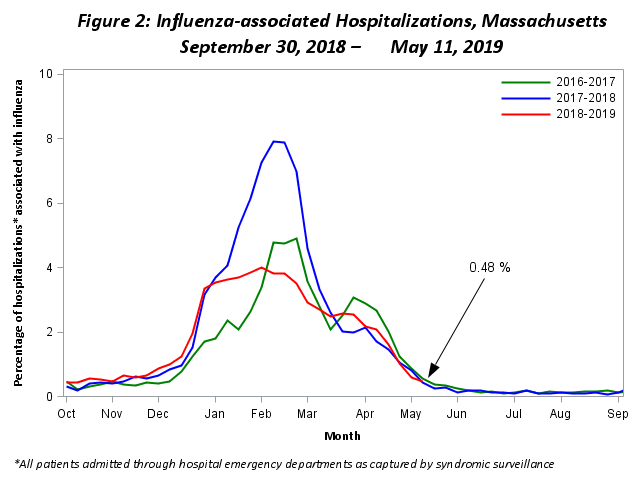 Figure 2: Influenza-associated Hospitalizations, Massachusetts
September 30, 2018 – May 11, 2019
Percentage of hospitalizations* associated with influenza
10
8
6
4
2
0
2016-2017
2017-2018
2018-2019
0.48 %
Oct Nov Dec Jan Feb Mar Apr May Jun Jul Aug Sep
Month
*All patients admitted through hospital emergency departments as captured by syndromic surveillance